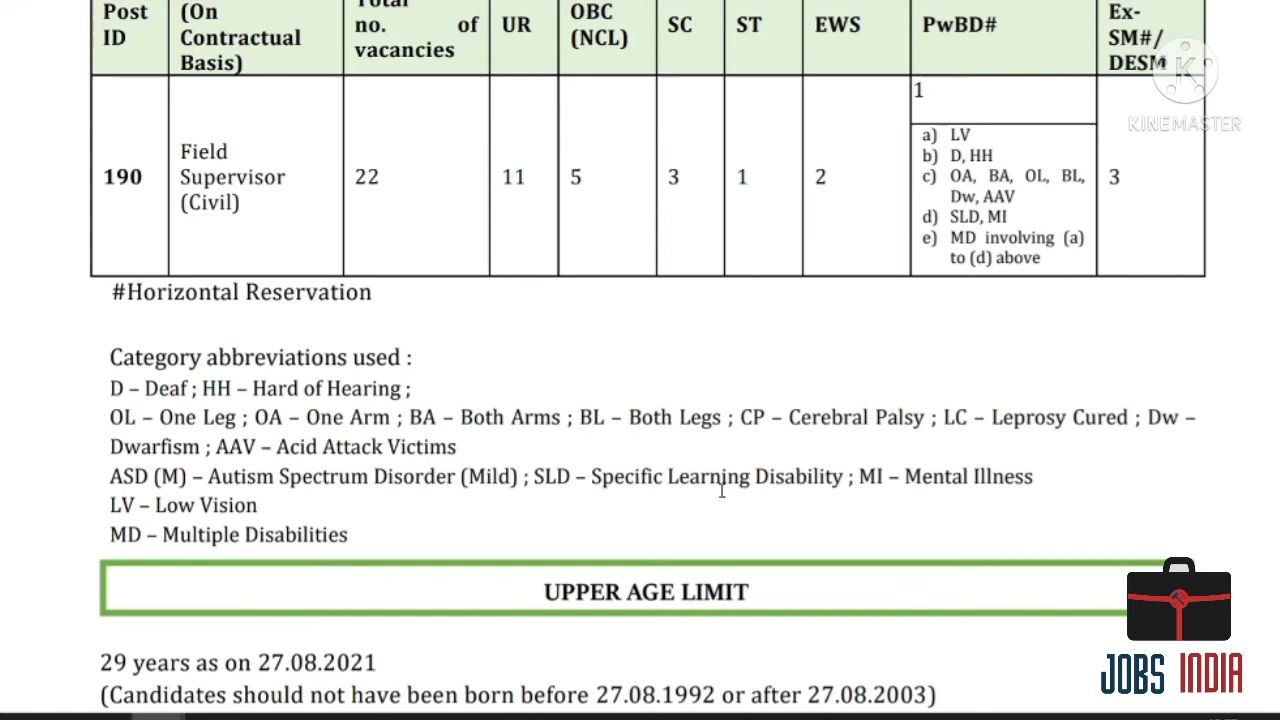 Post ID
(On Contractual Basis)
Total no. of vacancies
UR
OBC (NCL)
SC
ST
EWS
PwBD#
Ex-SM#/ DESM
190
Field Supervisor (Civil)
22
11
5
3
1
2
1
a) LV
b) D, HH
c) OA, BA, OL, BL, Dw, AAV
d) SLD, MI
e) MD involving (a) to (d) above
3
K
KINEMASTER
#Horizontal Reservation
Category abbreviations used :
D – Deaf ; HH – Hard of Hearing ;
OL – One Leg ; OA – One Arm ; BA – Both Arms ; BL – Both Legs ; CP – Cerebral Palsy ; LC – Leprosy Cured ; Dw –
Dwarfism ; AAV – Acid Attack Victims
ASD (M) – Autism Spectrum Disorder (Mild) ; SLD – Specific Learning Disability ; MI – Mental Illness
LV – Low Vision
MD – Multiple Disabilities
UPPER AGE LIMIT
29 years as on 27.08.2021
(Candidates should not have been born before 27.08.1992 or after 27.08.2003)
JOBS INDIA